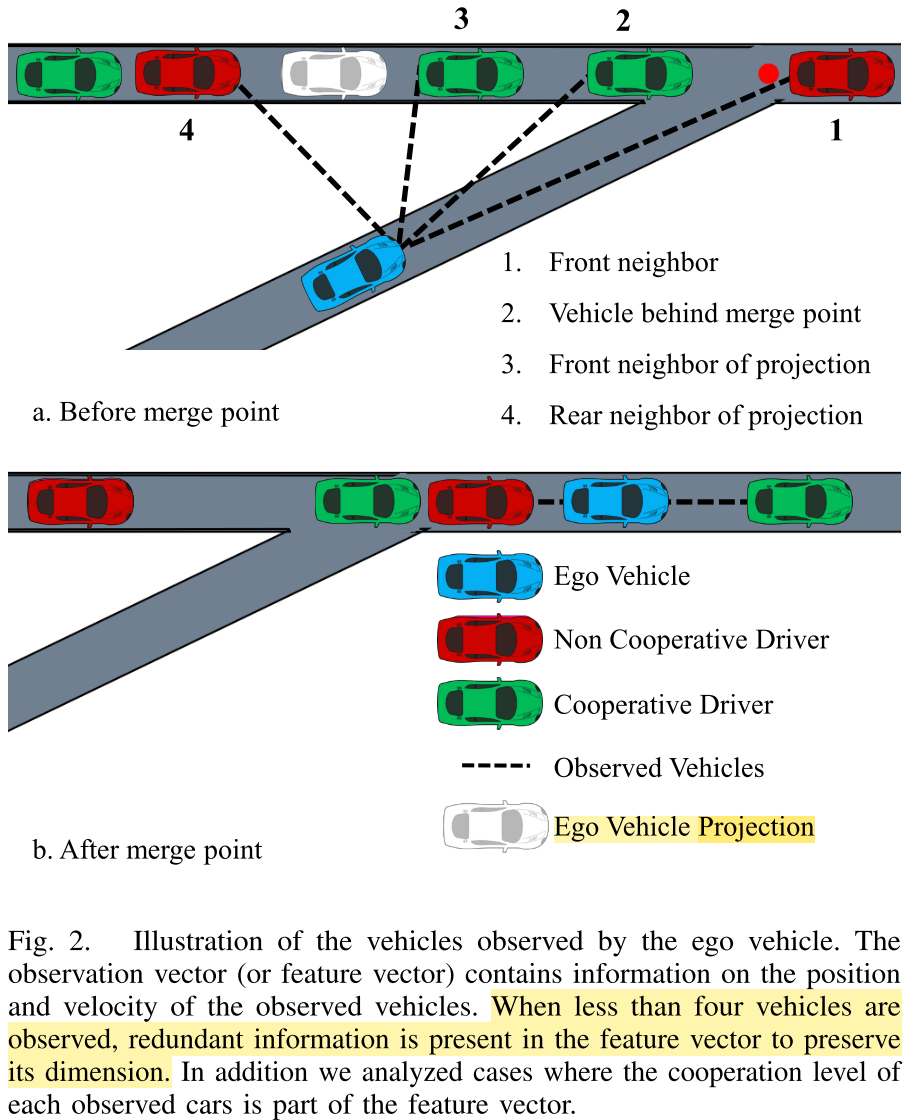 3
2
4
1
1. Front neighbor
2. Vehicle behind merge point
3. Front neighbor of projection
4. Rear neighbor of projection
a. Before merge point
Ego Vehicle
Non Cooperative Driver
Cooperative Driver
Observed Vehicles
Ego Vehicle Projection
b. After merge point
Fig. 2. Illustration of the vehicles observed by the ego vehicle. The
observation vector (or feature vector) contains information on the position
and velocity of the observed vehicles. When less than four vehicles are
observed, redundant information is present in the feature vector to preserve
its dimension. In addition we analyzed cases where the cooperation level of
each observed cars is part of the feature vector.